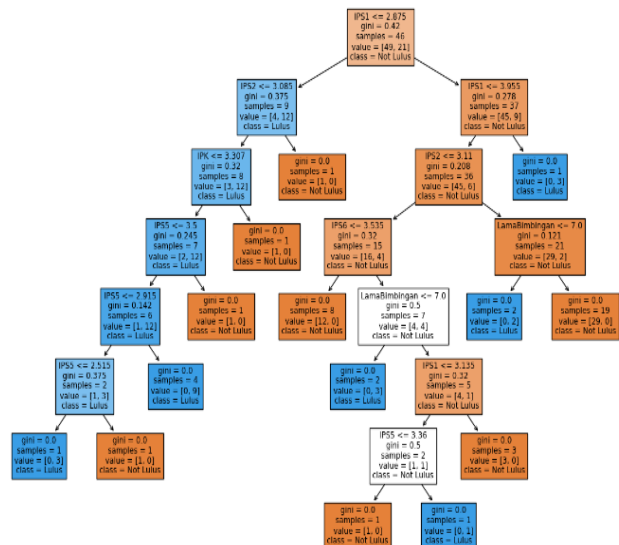 IPS1 <= 2.875
gini = 0.42
samples = 46
value = [49, 21]
class = Not Lulus
IPS2 <= 3.085
gini = 0.375
samples = 9
value = [4, 12]
class = Lulus
IPS1 <= 3.955
gini = 0.278
samples = 37
value = [45, 9]
class = Not Lulus
IPK <= 3.307
gini = 0.32
samples = 8
value = [3, 12]
class = Lulus
gini = 0.0
samples = 1
value = [1, 0]
class = Not Lulus
IPS2 <= 3.11
gini = 0.208
samples = 36
value = [45, 6]
class = Not Lulus
gini = 0.0
samples = 1
value = [0, 3]
class = Lulus
IPS5 <= 3.5
gini = 0.245
samples = 7
value = [2, 12]
class = Lulus
gini = 0.0
samples = 1
value = [1, 0]
class = Not Lulus
IPS6 <= 3.535
gini = 0.32
samples = 15
value = [16, 4]
class = Not Lulus
LamaBimbingan <= 7.0
gini = 0.121
samples = 21
value = [29, 2]
class = Not Lulus
IPS5 <= 2.915
gini = 0.142
samples = 6
value = [1, 12]
class = Lulus
gini = 0.0
samples = 1
value = [1, 0]
class = Not Lulus
gini = 0.0
samples = 8
value = [12, 0]
class = Not Lulus
LamaBimbingan <= 7.0
gini = 0.5
samples = 7
value = [4, 4]
class = Not Lulus
gini = 0.0
samples = 2
value = [0, 2]
class = Lulus
gini = 0.0
samples = 19
value = [29, 0]
class = Not Lulus
IPS5 <= 2.515
gini = 0.375
samples = 2
value = [1, 3]
class = Lulus
gini = 0.0
samples = 4
value = [0, 9]
class = Lulus
gini = 0.0
samples = 2
value = [0, 3]
class = Lulus
IPS1 <= 3.135
gini = 0.32
samples = 5
value = [4, 1]
class = Not Lulus
gini = 0.0
samples = 1
value = [0, 3]
class = Lulus
gini = 0.0
samples = 1
value = [1, 0]
class = Not Lulus
IPS5 <= 3.36
gini = 0.5
samples = 2
value = [1, 1]
class = Not Lulus
gini = 0.0
samples = 3
value = [3, 0]
class = Not Lulus
gini = 0.0
samples = 1
value = [1, 0]
class = Not Lulus
gini = 0.0
samples = 1
value = [0, 1]
class = Lulus